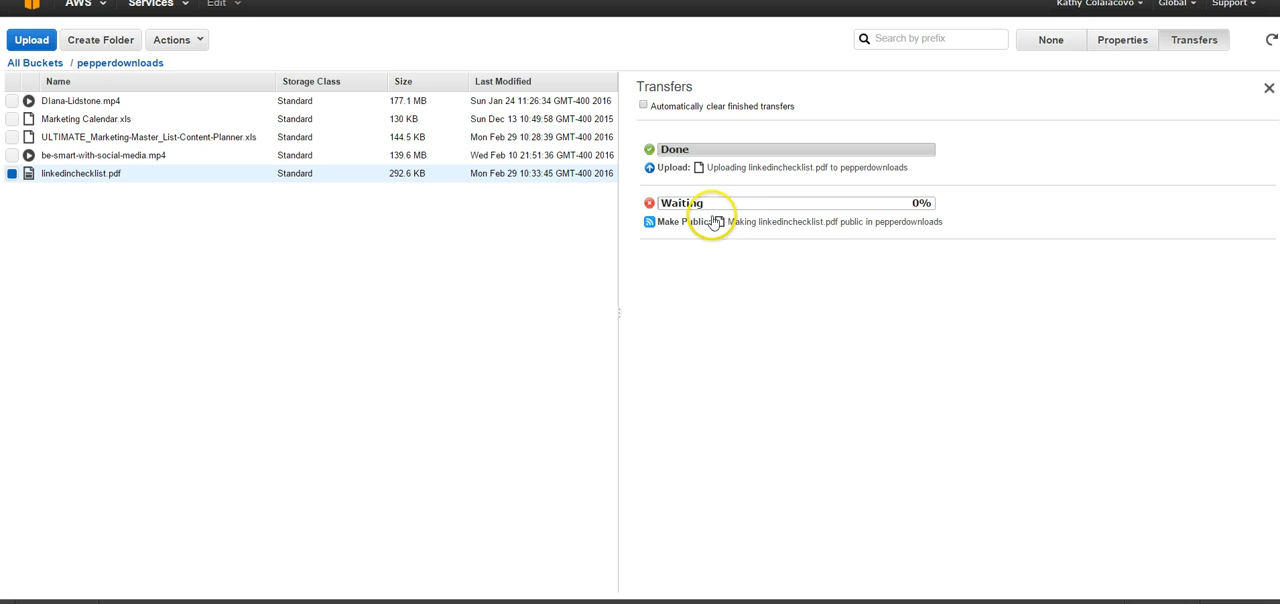 AWS Services Edit Kathy Colaiacovo Global Support
Upload Create Folder Actions Search by prefix None Properties Transfers
All Buckets / pepperdownloads
Name Storage Class Size Last Modified
DIana-Lidstone.mp4 Standard 177.1 MB Sun Jan 24 11:26:34 GMT-400 2016
Marketing Calendar.xls Standard 130 KB Sun Dec 13 10:49:58 GMT-400 2015
ULTIMATE_Marketing-Master_List-Content-Planner.xls Standard 144.5 KB Mon Feb 29 10:28:39 GMT-400 2016
be-smart-with-social-media.mp4 Standard 139.6 MB Wed Feb 10 21:51:36 GMT-400 2016
linkedinchecklist.pdf Standard 292.6 KB Mon Feb 29 10:33:45 GMT-400 2016
Transfers
Automatically clear finished transfers
Done
Upload: Uploading linkedinchecklist.pdf to pepperdownloads
Waiting 0%
Make Public: Making linkedinchecklist.pdf public in pepperdownloads